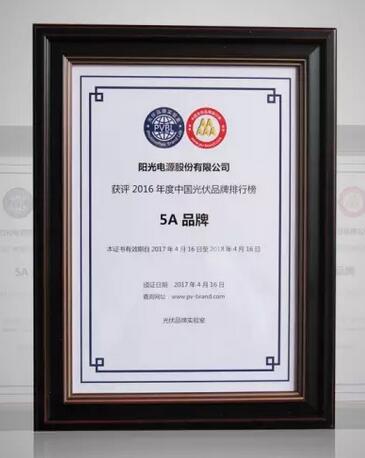 PVBL
阳光电源股份有限公司
获评 2016 年度中国光伏品牌排行榜
5A 品牌
本证书有效期自 2017 年 4 月 16 日至 2018 年 4 月 16 日
颁证日期 2017 年 4 月 16 日
查询网址 www.pv-brand.com
光伏品牌实验室